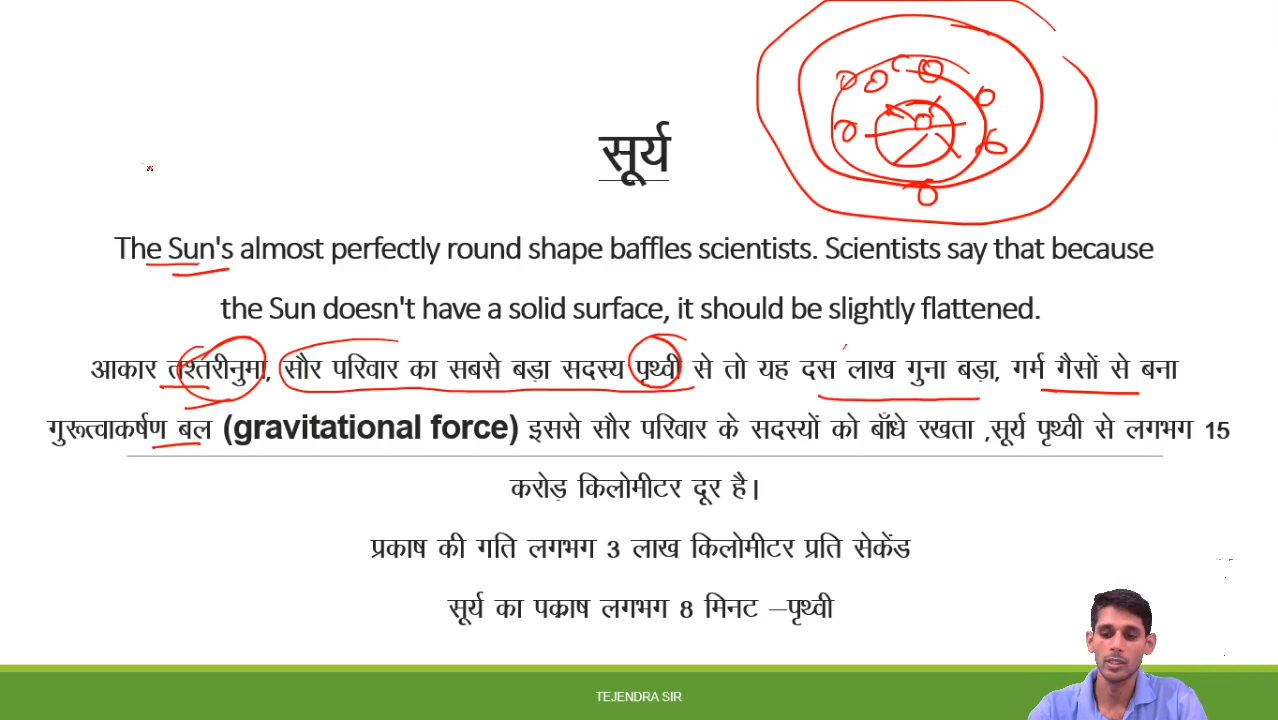 सूर्य
The Sun's almost perfectly round shape baffles scientists. Scientists say that because
the Sun doesn't have a solid surface, it should be slightly flattened.
आकार तश्तरीनुमा, सौर परिवार का सबसे बड़ा सदस्य पृथ्वी से तो यह दस लाख गुना बड़ा, गर्म गैसों से बना
गुरूत्वाकर्षण बल (gravitational force) इससे सौर परिवार के सदस्यों को बाँधे रखता ,सूर्य पृथ्वी से लगभग 15
करोड़ किलोमीटर दूर है।
प्रकाष की गति लगभग 3 लाख किलोमीटर प्रति सेकेंड
सूर्य का पकाष लगभग 8 मिनट –पृथ्वी
TEJENDRA SIR